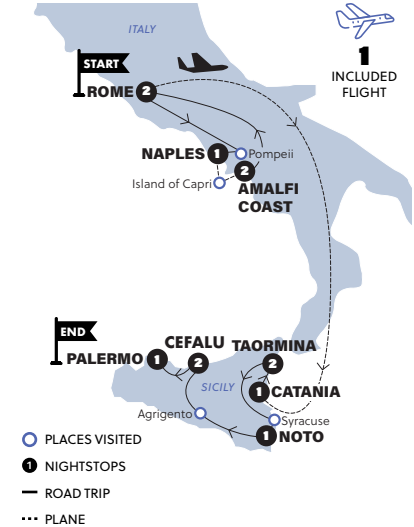 ITALY
1
INCLUDED
FLIGHT
START
ROME 2
NAPLES 1
Pompeii
Island of Capri
2
AMALFI
COAST
END
PALERMO 1
CEFALU
2
TAORMINA
2
SICILY
1 CATANIA
Agrigento
Syracuse
1 NOTO
PLACES VISITED
1 NIGHTSTOPS
ROAD TRIP
PLANE